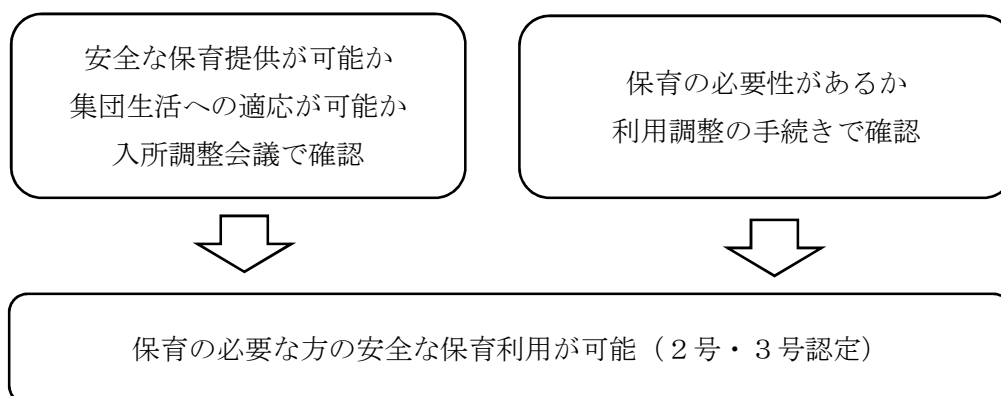 安全な保育提供が可能か
集団生活への適応が可能か
入所調整会議で確認
保育の必要性があるか
利用調整の手続きで確認
保育の必要な方の安全な保育利用が可能（２号・３号認定）